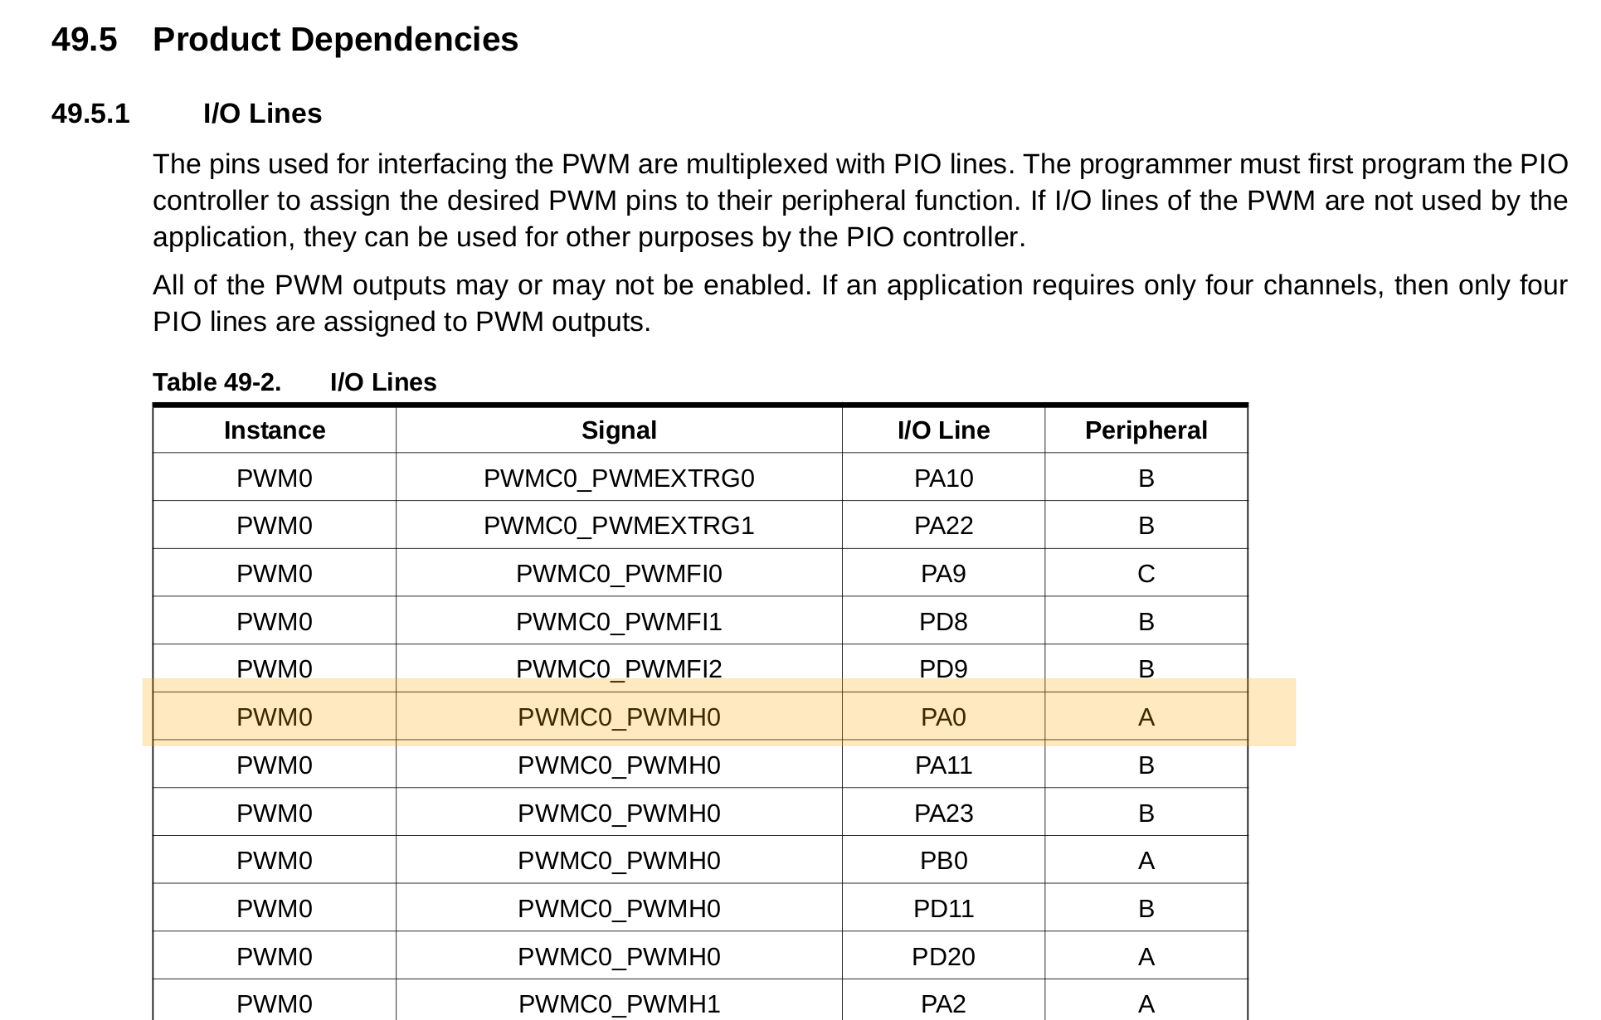 49.5 Product Dependencies
49.5.1 I/O Lines
The pins used for interfacing the PWM are multiplexed with PIO lines. The programmer must first program the PIO
controller to assign the desired PWM pins to their peripheral function. If I/O lines of the PWM are not used by the
application, they can be used for other purposes by the PIO controller.
All of the PWM outputs may or may not be enabled. If an application requires only four channels, then only four
PIO lines are assigned to PWM outputs.
Table 49-2. I/O Lines
Instance Signal I/O Line Peripheral
PWM0 PWMC0_PWMEXTRG0 PA10 B
PWM0 PWMC0_PWMEXTRG1 PA22 B
PWM0 PWMC0_PWMFI0 PA9 C
PWM0 PWMC0_PWMFI1 PD8 B
PWM0 PWMC0_PWMFI2 PD9 B
PWM0 PWMC0_PWMH0 PA0 A
PWM0 PWMC0_PWMH0 PA11 B
PWM0 PWMC0_PWMH0 PA23 B
PWM0 PWMC0_PWMH0 PB0 A
PWM0 PWMC0_PWMH0 PD11 B
PWM0 PWMC0_PWMH0 PD20 A
PWM0 PWMC0_PWMH1 PA2 A